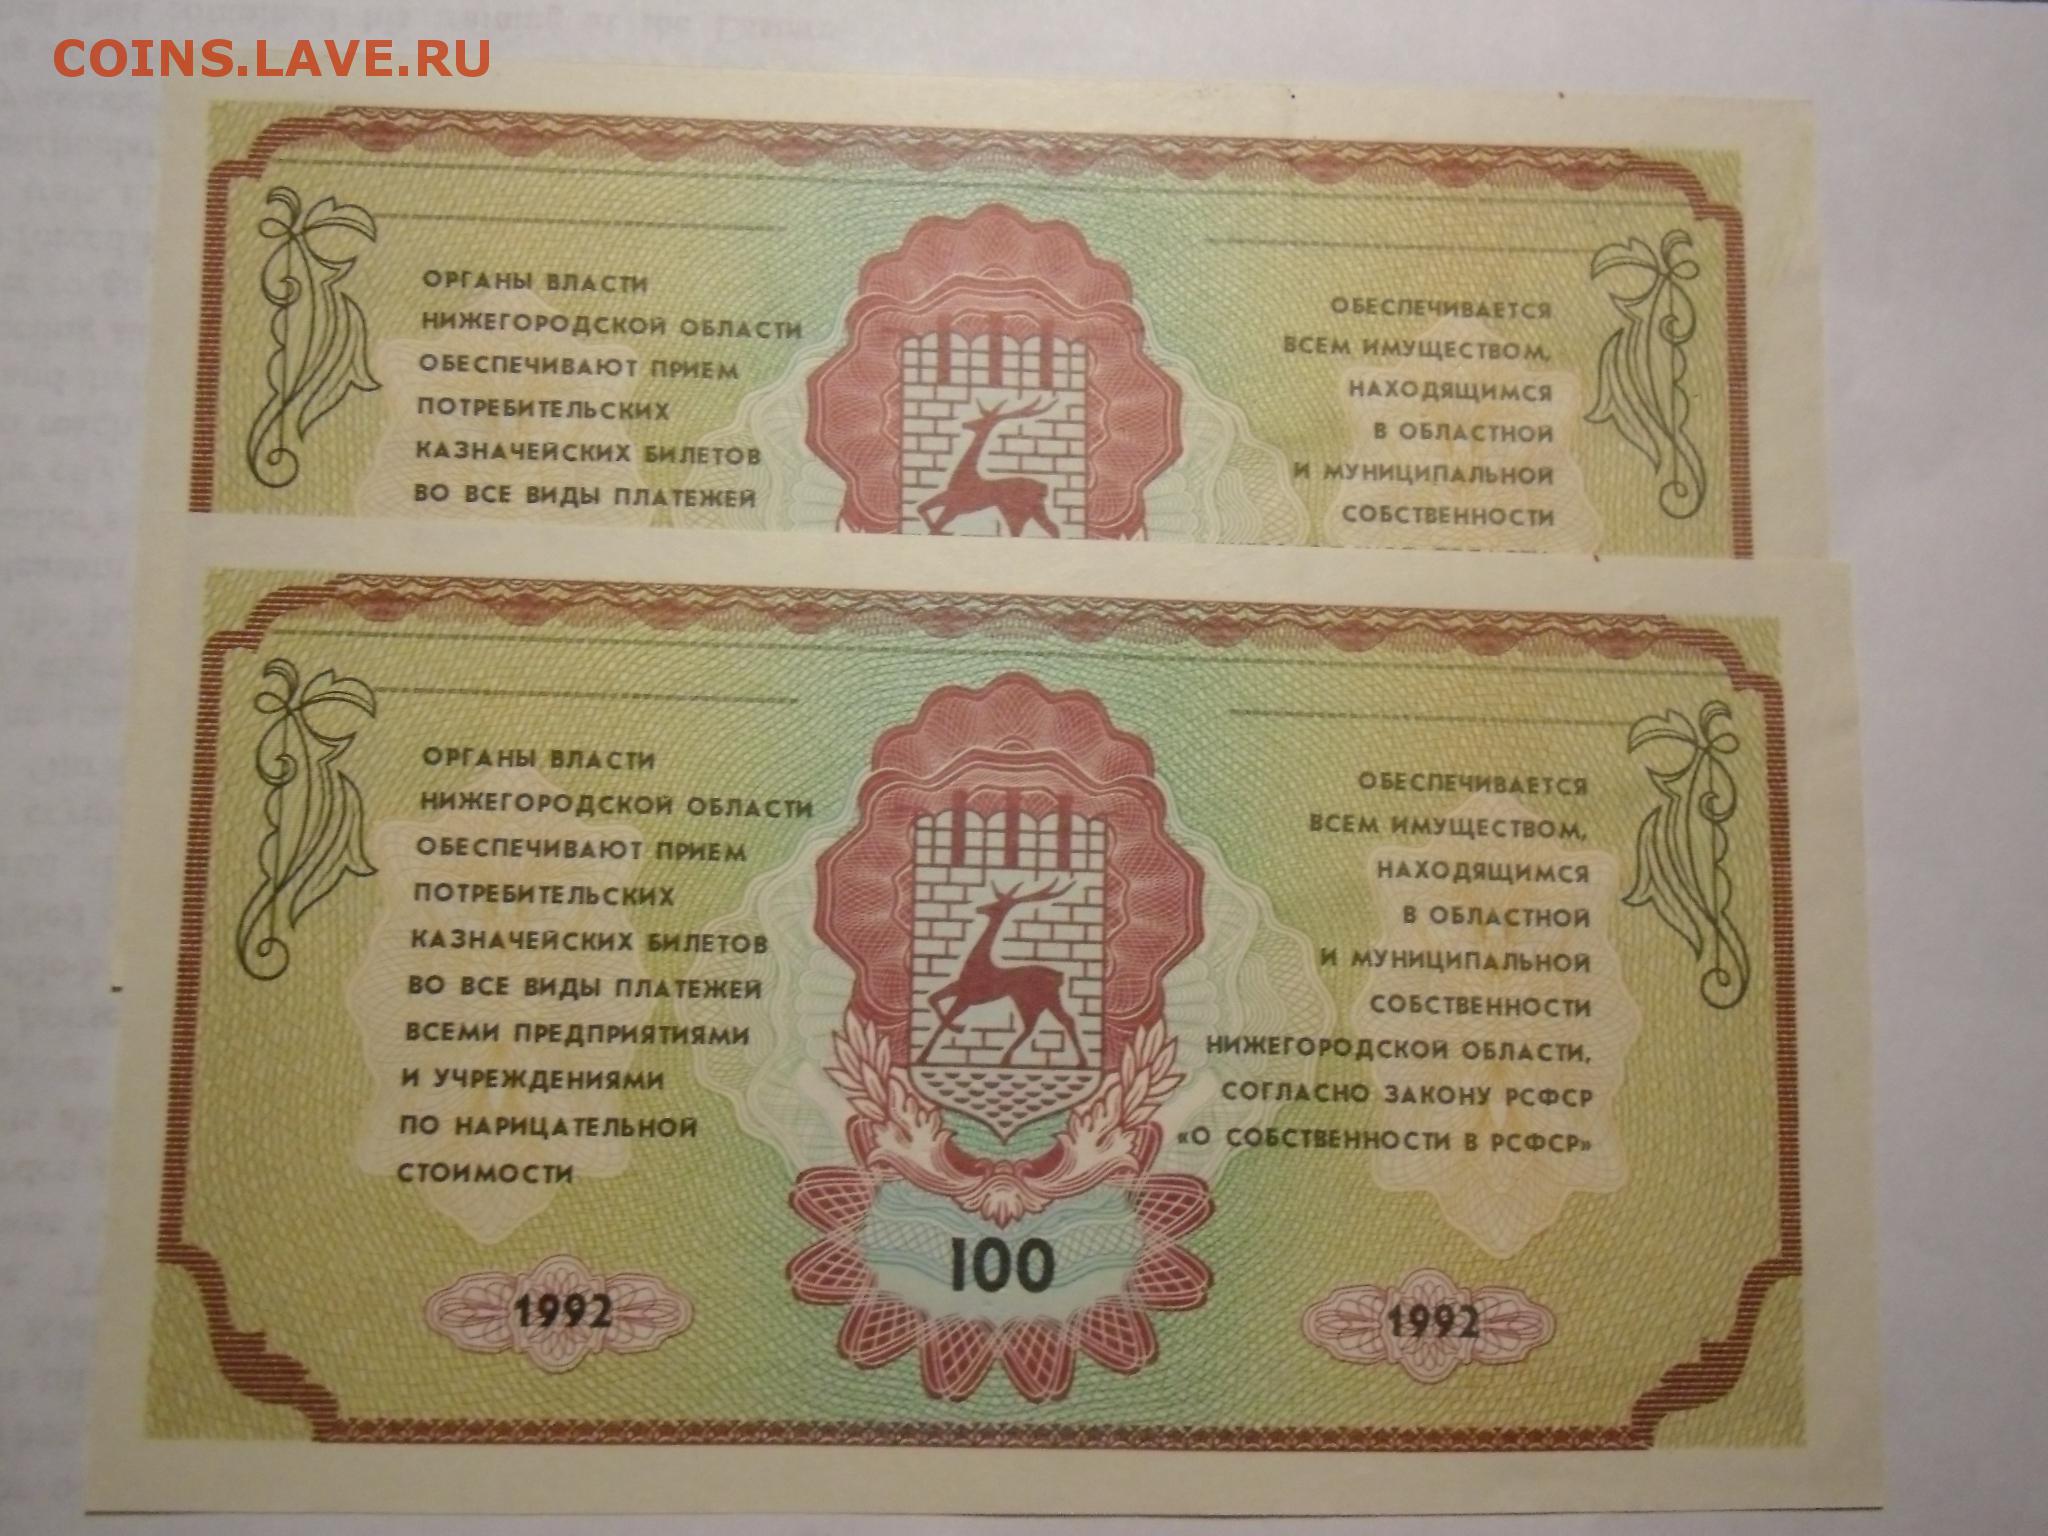 COINS.LAVE.RU
ОРГАНЫ ВЛАСТИ
НИЖЕГОРОДСКОЙ ОБЛАСТИ
ОБЕСПЕЧИВАЮТ ПРИЕМ
ПОТРЕБИТЕЛЬСКИХ
КАЗНАЧЕЙСКИХ БИЛЕТОВ
ВО ВСЕ ВИДЫ ПЛАТЕЖЕЙ
ОБЕСПЕЧИВАЕТСЯ
ВСЕМ ИМУЩЕСТВОМ,
НАХОДЯЩИМСЯ
В ОБЛАСТНОЙ
И МУНИЦИПАЛЬНОЙ
СОБСТВЕННОСТИ
ОРГАНЫ ВЛАСТИ
НИЖЕГОРОДСКОЙ ОБЛАСТИ
ОБЕСПЕЧИВАЮТ ПРИЕМ
ПОТРЕБИТЕЛЬСКИХ
КАЗНАЧЕЙСКИХ БИЛЕТОВ
ВО ВСЕ ВИДЫ ПЛАТЕЖЕЙ
ВСЕМИ ПРЕДПРИЯТИЯМИ
И УЧРЕЖДЕНИЯМИ
ПО НАРИЦАТЕЛЬНОЙ
СТОИМОСТИ
ОБЕСПЕЧИВАЕТСЯ
ВСЕМ ИМУЩЕСТВОМ,
НАХОДЯЩИМСЯ
В ОБЛАСТНОЙ
И МУНИЦИПАЛЬНОЙ
СОБСТВЕННОСТИ
НИЖЕГОРОДСКОЙ ОБЛАСТИ,
СОГЛАСНО ЗАКОНУ РСФСР
«О СОБСТВЕННОСТИ В РСФСР»
100
1992
1992